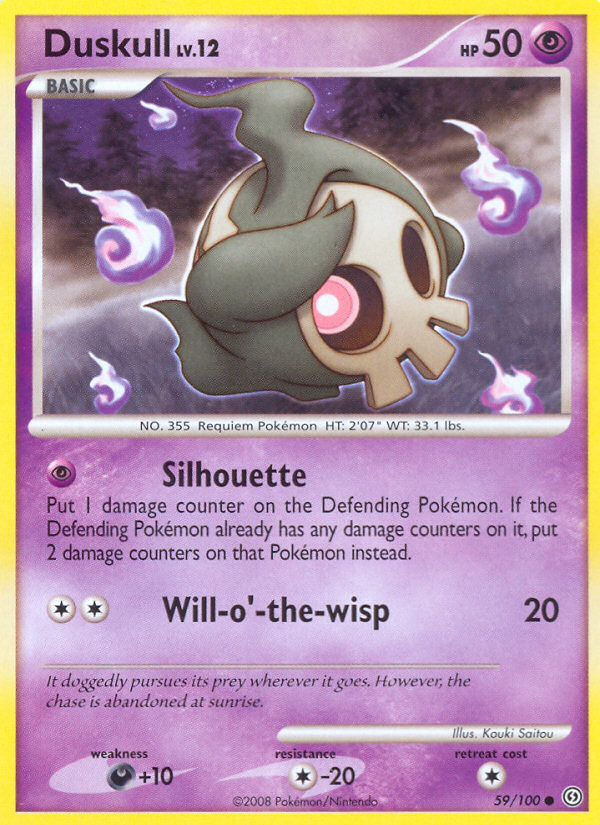 Duskull LV.12 HP 50
BASIC
NO. 355 Requiem Pokémon HT: 2'07" WT: 33.1 lbs.
Silhouette
Put 1 damage counter on the Defending Pokémon. If the
Defending Pokémon already has any damage counters on it, put
2 damage counters on that Pokémon instead.
Will-o'-the-wisp 20
It doggedly pursues its prey wherever it goes. However, the
chase is abandoned at sunrise.
Illus. Kouki Saitou
weakness resistance retreat cost
+10 -20
©2008 Pokémon/Nintendo 59/100